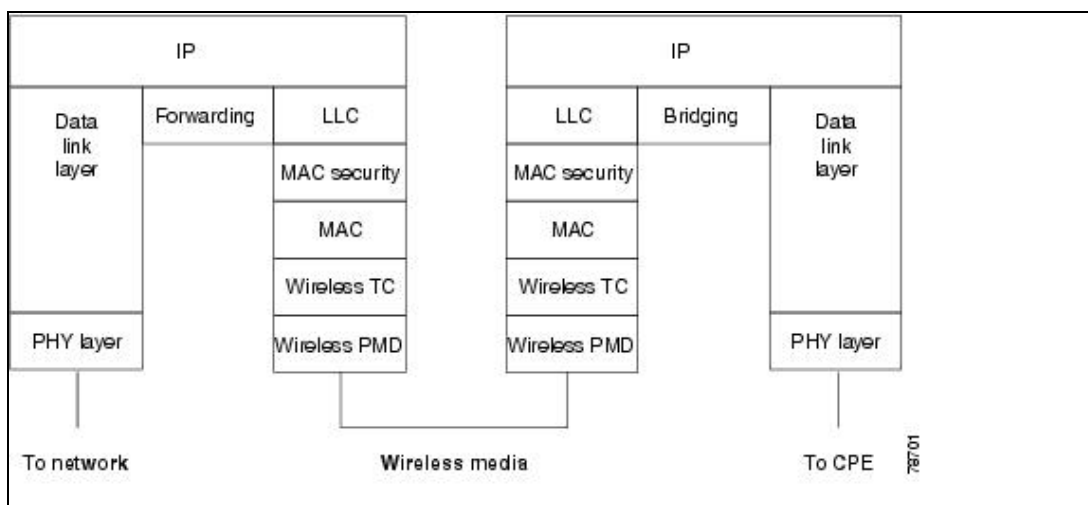 IP
IP
Data
link
layer
Forwarding
LLC
LLC
Bridging
Data
link
layer
MAC security
MAC security
MAC
MAC
Wireless TC
Wireless TC
PHY layer
Wireless PMD
Wireless PMD
PHY layer
To network
Wireless media
To CPE
78701